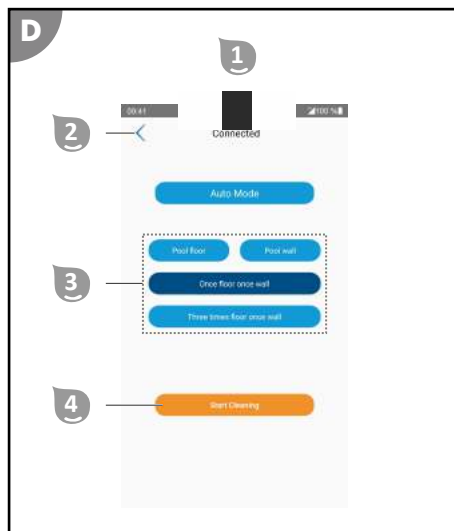 D
1
09:41 100 %
2
Connected
Auto Mode
Pool floor Pool wall
3
Once floor once wall
Three times floor once wall
4
Start Cleaning